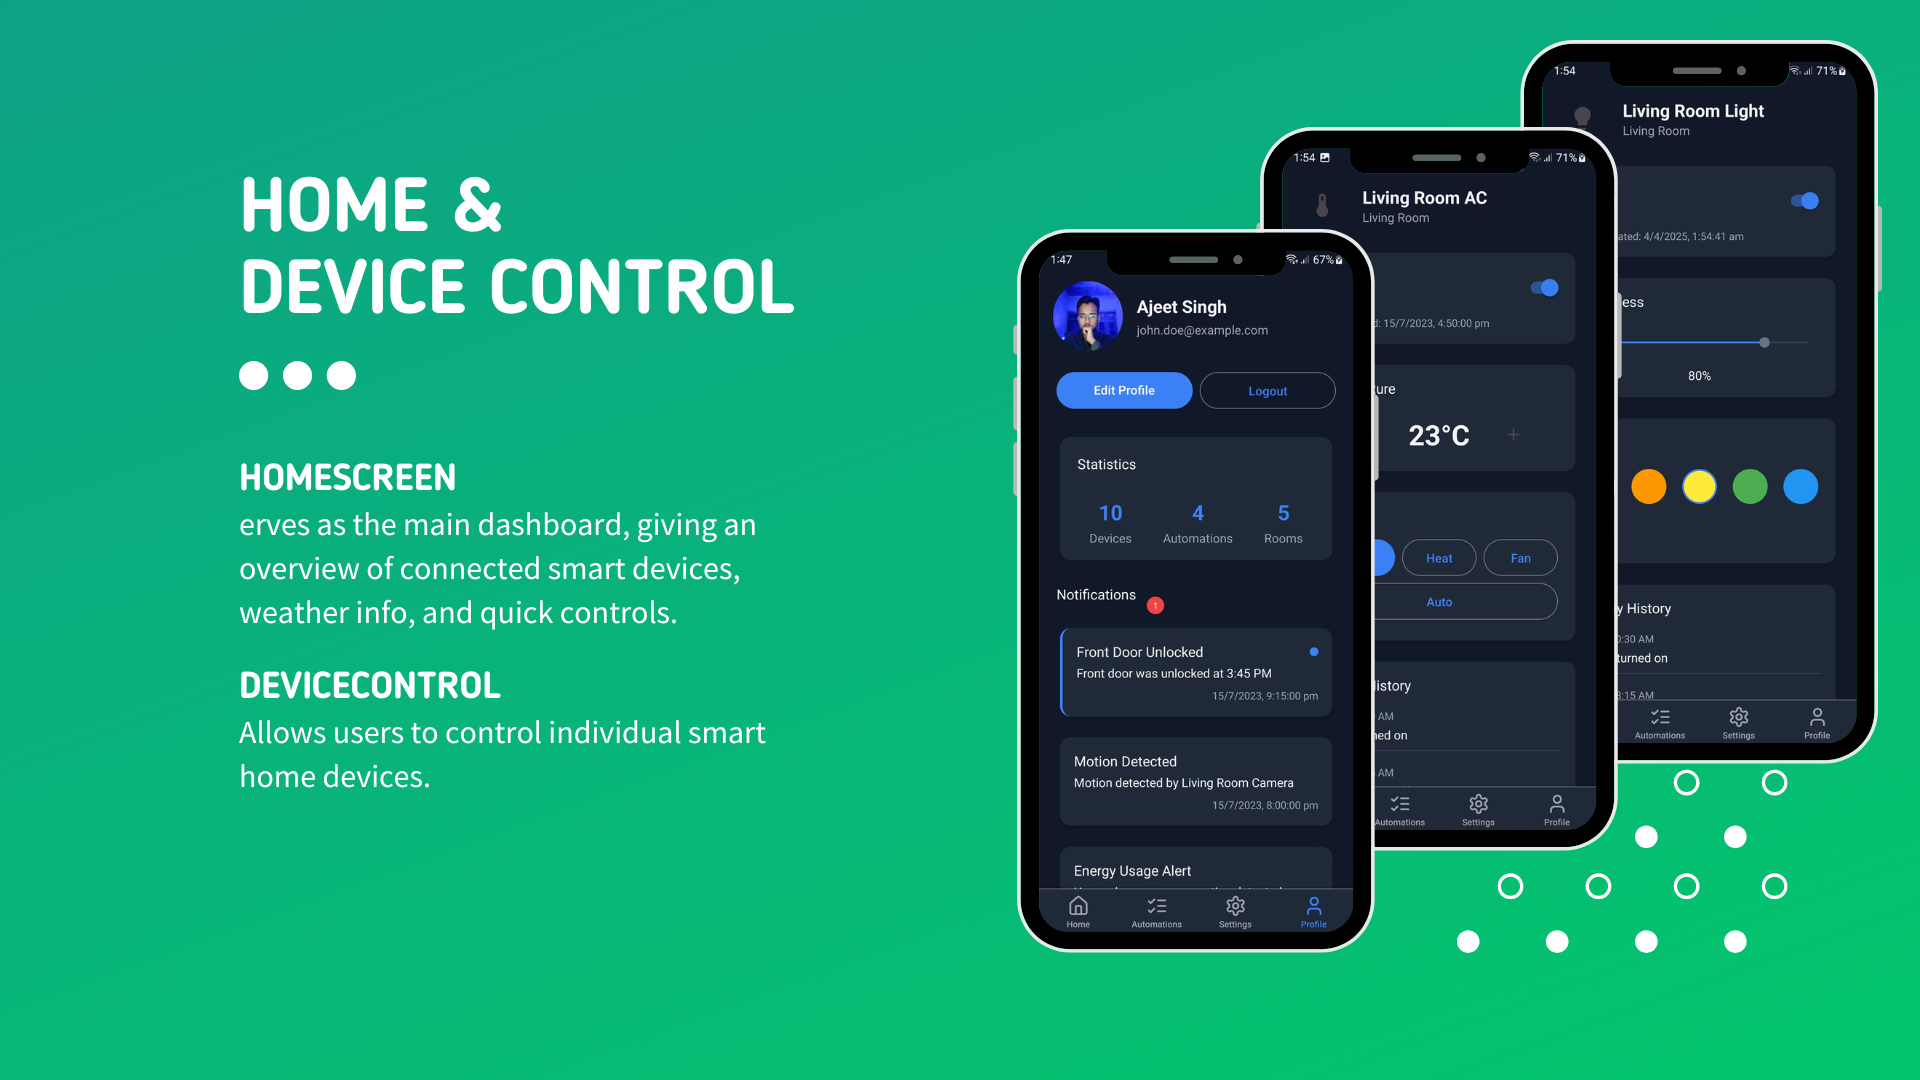 HOME &
DEVICE CONTROL
HOMESCREEN
erves as the main dashboard, giving an
overview of connected smart devices,
weather info, and quick controls.
DEVICECONTROL
Allows users to control individual smart
home devices.
1:47
67%
Ajeet Singh
john.doe@example.com
Edit Profile
Logout
Statistics
10
4
5
Devices
Automations
Rooms
Notifications
1
Front Door Unlocked
Front door was unlocked at 3:45 PM
15/7/2023, 9:15:00 pm
Motion Detected
Motion detected by Living Room Camera
15/7/2023, 8:00:00 pm
Energy Usage Alert
Home
Automations
Settings
Profile
1:54
71%
Living Room AC
Living Room
d: 15/7/2023, 4:50:00 pm
ture
23°C
+
Heat
Fan
Auto
istory
AM
ned on
AM
Automations
Settings
Profile
1:54
71%
Living Room Light
Living Room
ated: 4/4/2025, 1:54:41 am
ess
80%
y History
0:30 AM
turned on
8:15 AM
Automations
Settings
Profile